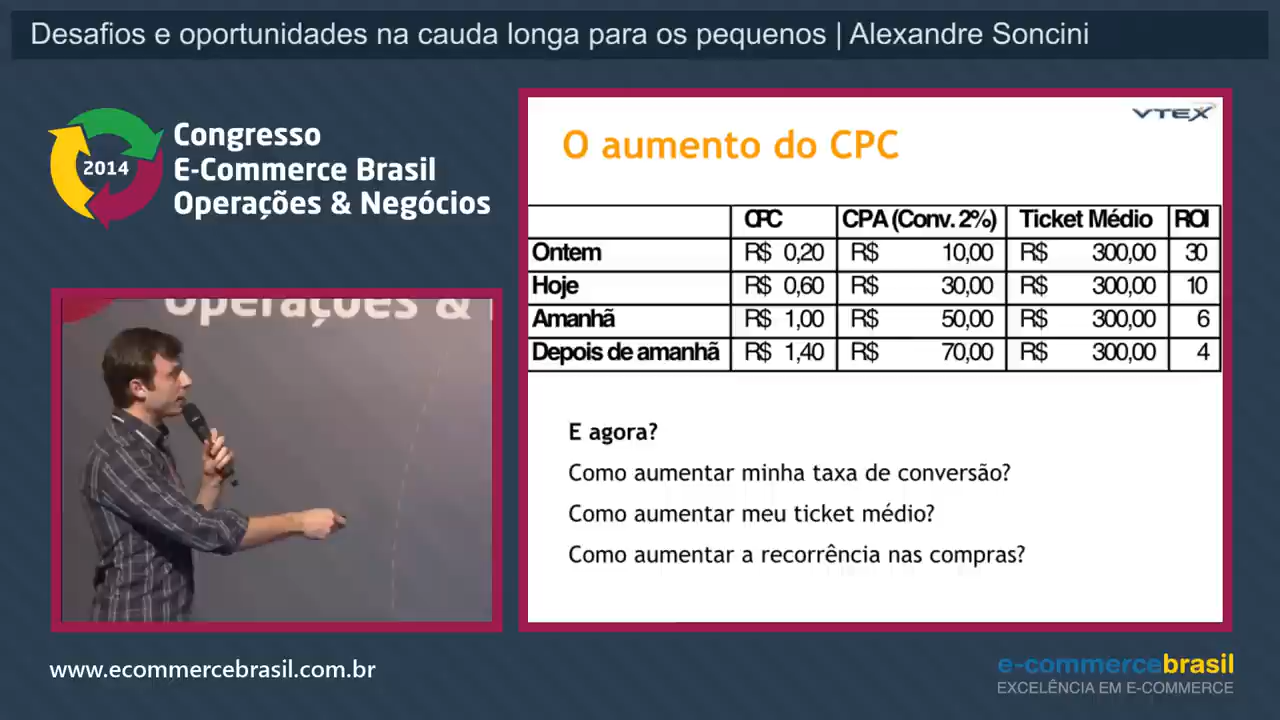 Desafios e oportunidades na cauda longa para os pequenos | Alexandre Soncini
2014
Congresso
E-Commerce Brasil
Operações & Negócios
Operações &
VTEX
O aumento do CPC
CPC CPA (Conv. 2%) Ticket Médio ROI
Ontem R$ 0,20 R$ 10,00 R$ 300,00 30
Hoje R$ 0,60 R$ 30,00 R$ 300,00 10
Amanhã R$ 1,00 R$ 50,00 R$ 300,00 6
Depois de amanhã R$ 1,40 R$ 70,00 R$ 300,00 4
E agora?
Como aumentar minha taxa de conversão?
Como aumentar meu ticket médio?
Como aumentar a recorrência nas compras?
www.ecommercebrasil.com.br
e-commercebrasil
EXCELÊNCIA EM E-COMMERCE